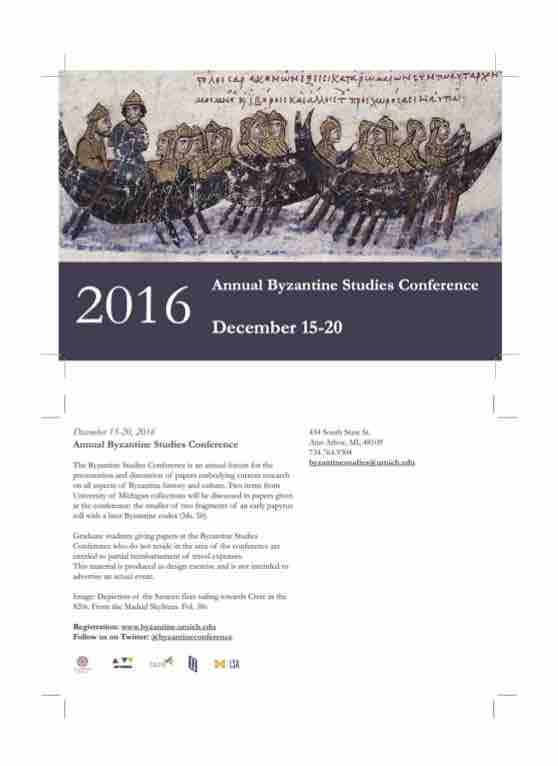 2016
Annual Byzantine Studies Conference
December 15-20
December 15-20, 2016
Annual Byzantine Studies Conference
The Byzantine Studies Conference is an annual forum for the
presentation and discussion of papers embodying current research
on all aspects of Byzantine history and culture. Two items from
University of Michigan collections will be discussed in papers given
at the conference: the smaller of two fragments of an early papyrus
roll with a later Byzantine codex (Ms. 59).
Graduate students giving papers at the Byzantine Studies
Conference who do not reside in the area of the conference are
entitled to partial reimbursement of travel expenses.
This material is produced as design exercise and is not intended to
advertise an actual event.
Image: Depiction of the Saracen fleet sailing towards Crete in the
820s. From the Madrid Skylitzes. Fol.
Registration: www.byzantine.umich.edu
Follow us on Twitter: @byzantineconference
434 South State St.
Ann Arbor, MI, 48109
734.764.9304
byzantinestudies@umich.edu
LSA